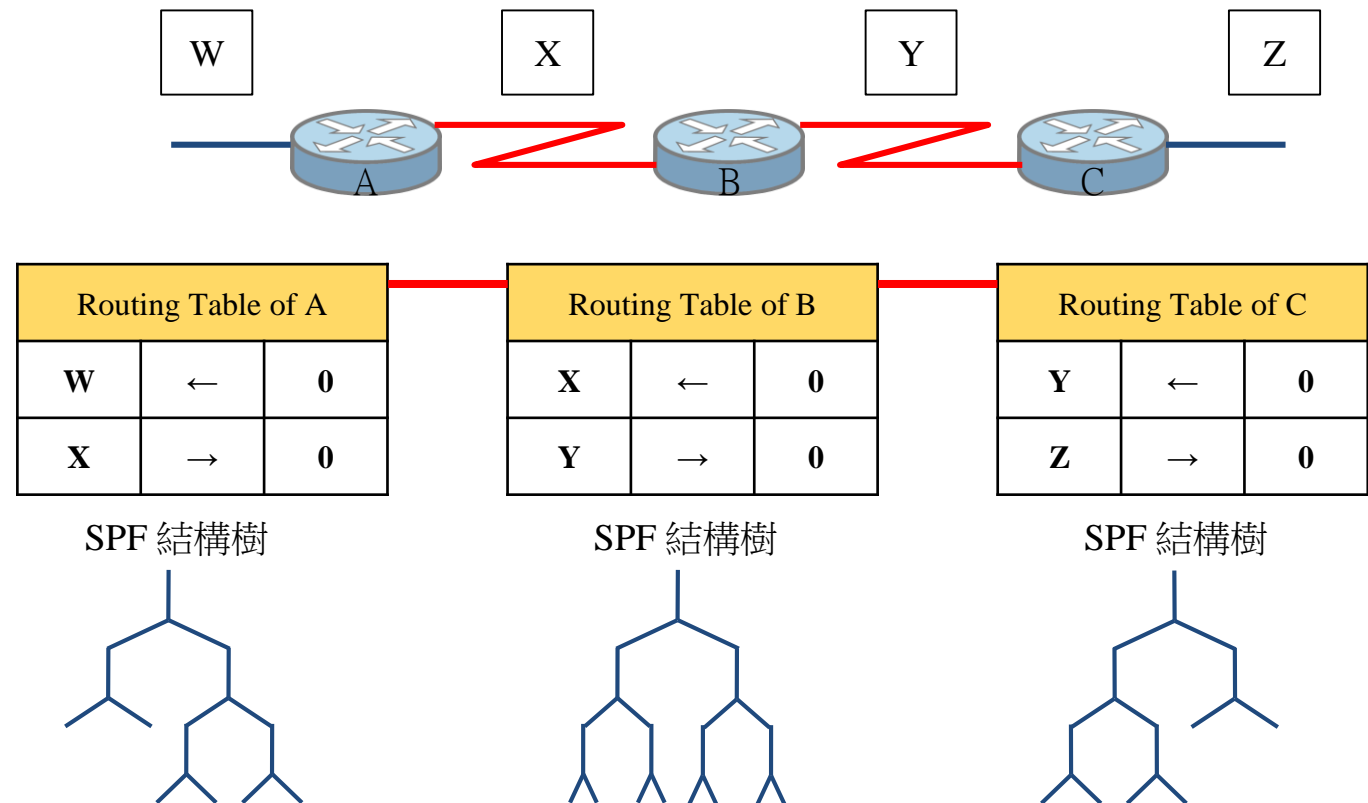 W X Y Z
A B C
Routing Table of A Routing Table of B Routing Table of C
W ← 0 X ← 0 Y ← 0
X → 0 Y → 0 Z → 0
SPF 結構樹 SPF 結構樹 SPF 結構樹